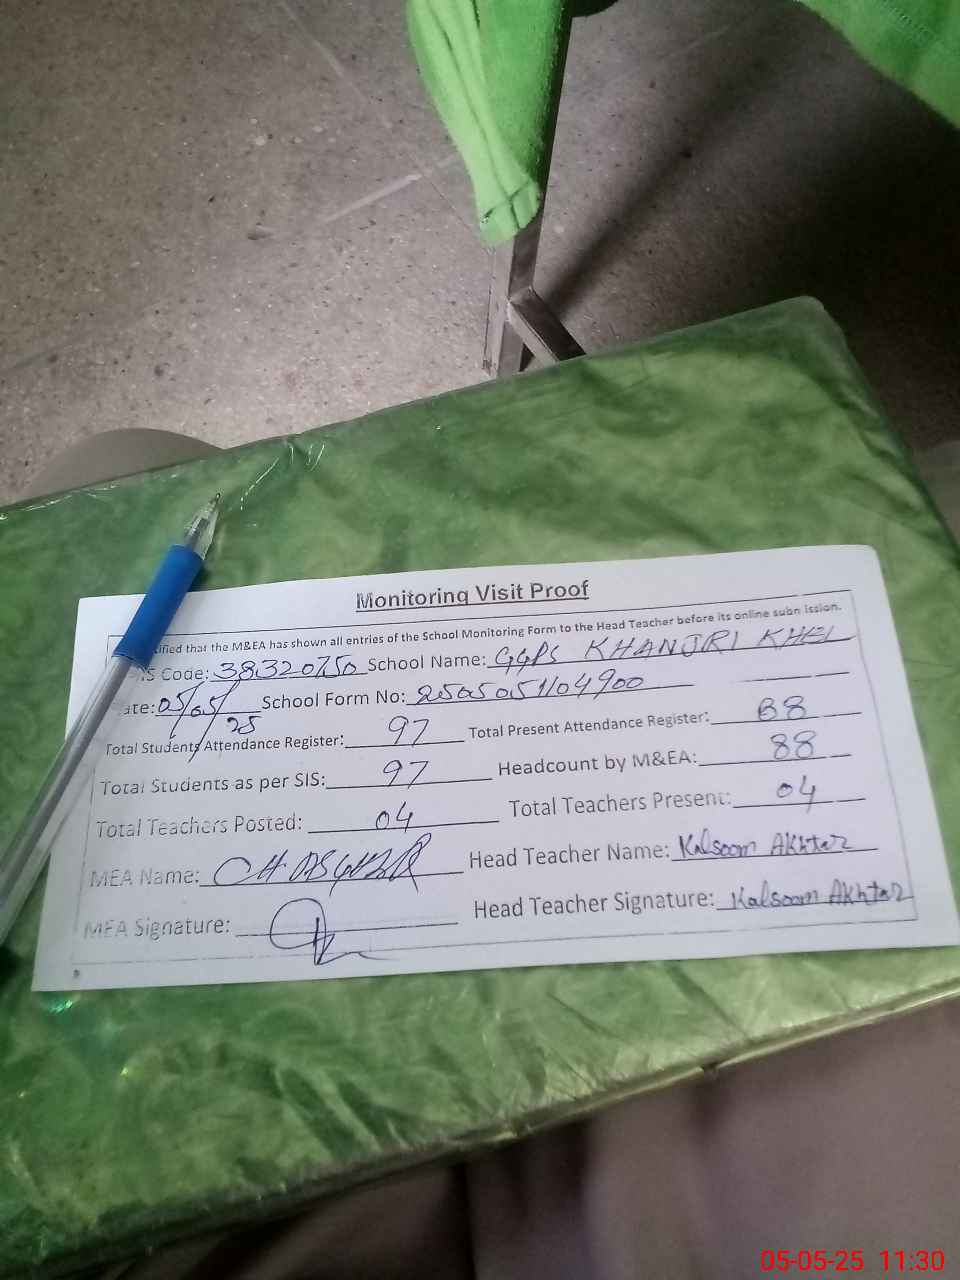 Monitoring Visit Proof
ified that the M&EA has shown all entries of the School Monitoring Form to the Head Teacher before its online subn ission.
IS Code: 38320750 School Name: GGPS KHANJRI KHEL
ate: 05/05/25 School Form No: 2505051104900
Total Students Attendance Register: 97 Total Present Attendance Register: 88
Total Students as per SIS: 97 Headcount by M&EA: 88
Total Teachers Posted: 04 Total Teachers Present: 04
MEA Name: Head Teacher Name: Kalsoom Akhtar
MEA Signature: Head Teacher Signature: Kalsoom Akhtar
05-05-25 11:30